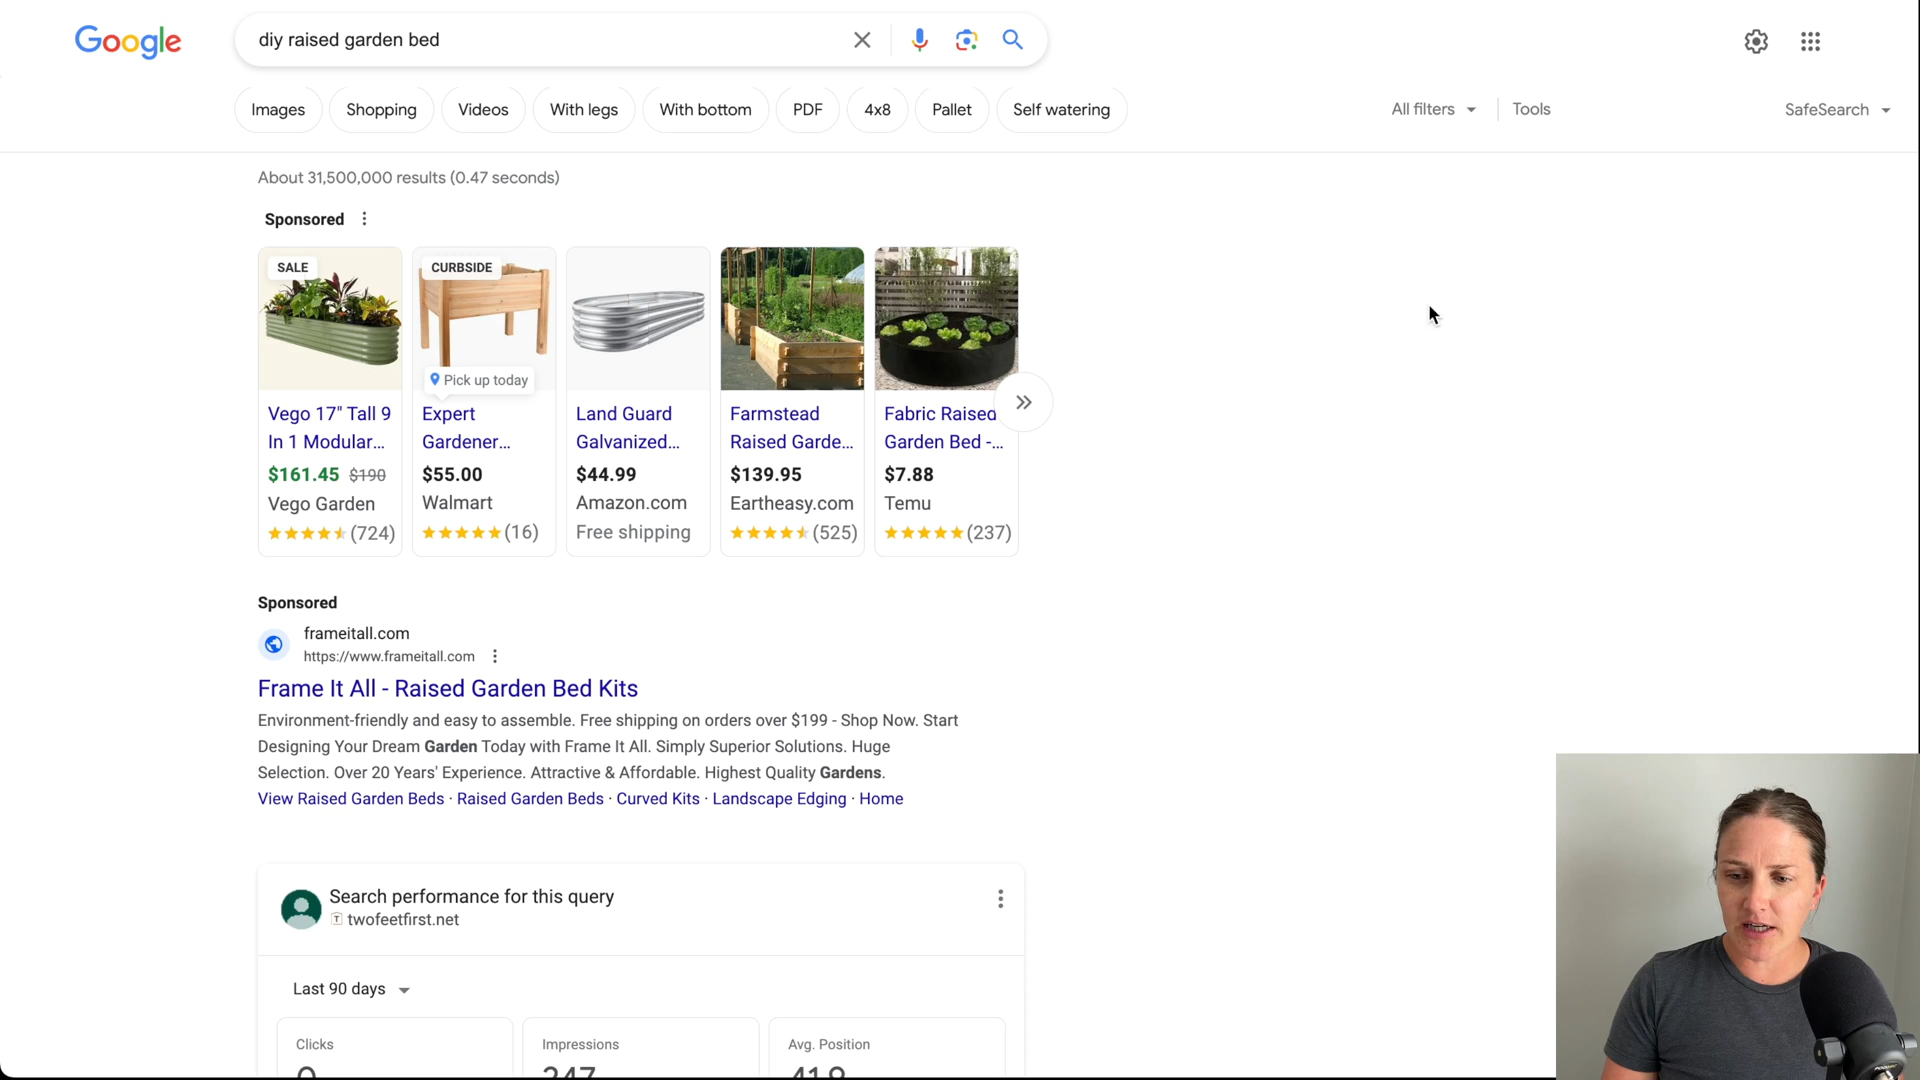 Google
diy raised garden bed
Images
Shopping
Videos
With legs
With bottom
PDF
4x8
Pallet
Self watering
All filters
Tools
SafeSearch
About 31,500,000 results (0.47 seconds)
Sponsored
SALE
Vego 17" Tall 9
In 1 Modular...
$161.45 $190
Vego Garden
(724)
CURBSIDE
Pick up today
Expert
Gardener...
$55.00
Walmart
(16)
Land Guard
Galvanized...
$44.99
Amazon.com
Free shipping
Farmstead
Raised Garde...
$139.95
Eartheasy.com
(525)
Fabric Raised
Garden Bed -...
$7.88
Temu
(237)
Sponsored
frameitall.com
https://www.frameitall.com
Frame It All - Raised Garden Bed Kits
Environment-friendly and easy to assemble. Free shipping on orders over $199 - Shop Now. Start
Designing Your Dream Garden Today with Frame It All. Simply Superior Solutions. Huge
Selection. Over 20 Years' Experience. Attractive & Affordable. Highest Quality Gardens.
View Raised Garden Beds · Raised Garden Beds · Curved Kits · Landscape Edging · Home
Search performance for this query
T twofeetfirst.net
Last 90 days
Clicks
Impressions
247
Avg. Position